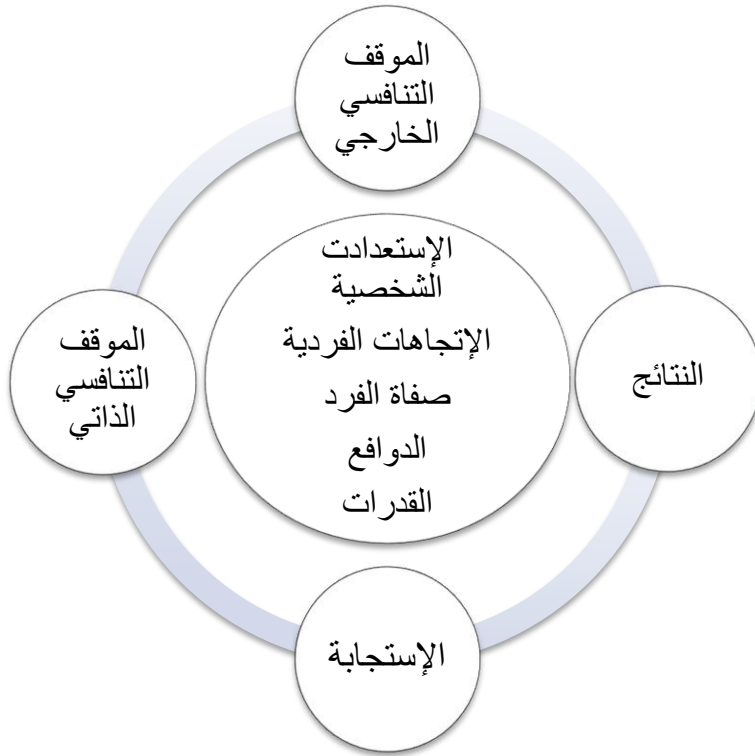 الموقف
التنافسي
الخارجي
الإستعدادت
الشخصية
الإتجاهات الفردية
صفاة الفرد
الدوافع
القدرات
النتائج
الموقف
التنافسي
الذاتي
الإستجابة